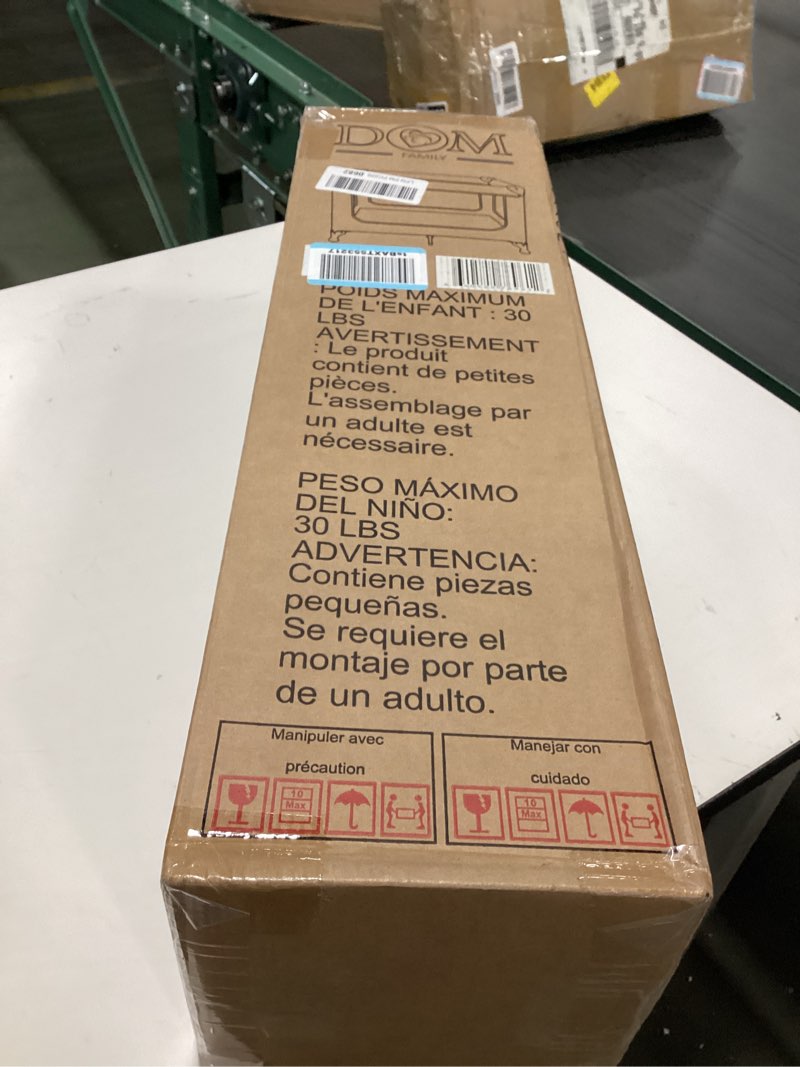 DOM
FAMILY
POIDS MAXIMUM
DE L'ENFANT : 30
LBS
AVERTISSEMENT
: Le produit
contient de petites
pièces.
L'assemblage par
un adulte est
nécessaire.
PESO MÁXIMO
DEL NIÑO:
30 LBS
ADVERTENCIA:
Contiene piezas
pequeñas.
Se requiere el
montaje por parte
de un adulto.
Manipuler avec
précaution
10
Max
Manejar con
cuidado
10
Max